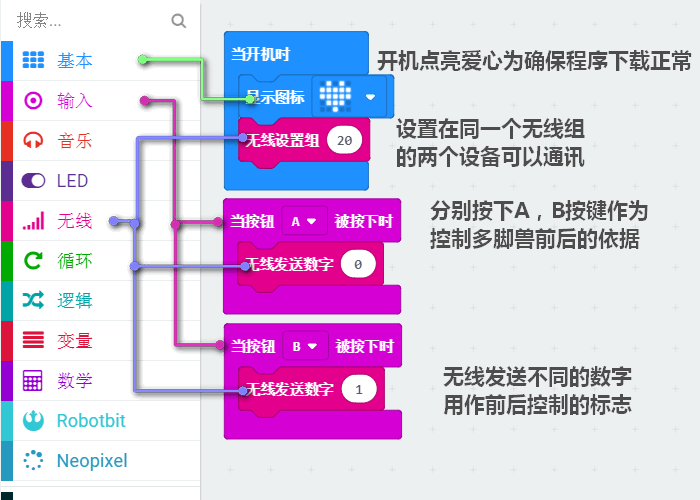 搜索...
基本
输入
音乐
LED
无线
循环
逻辑
变量
数学
Robotbit
Neopixel
当开机时
显示图标
无线设置组 20
开机点亮爱心为确保程序下载正常
设置在同一个无线组
的两个设备可以通讯
当按钮 A 被按下时
无线发送数字 0
分别按下A，B按键作为
控制多脚兽前后的依据
当按钮 B 被按下时
无线发送数字 1
无线发送不同的数字
用作前后控制的标志